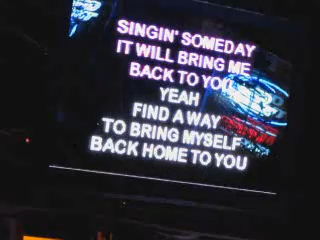 SINGIN' SOMEDAY
IT WILL BRING ME
BACK TO YOU
YEAH
FIND A WAY
TO BRING MYSELF
BACK HOME TO YOU